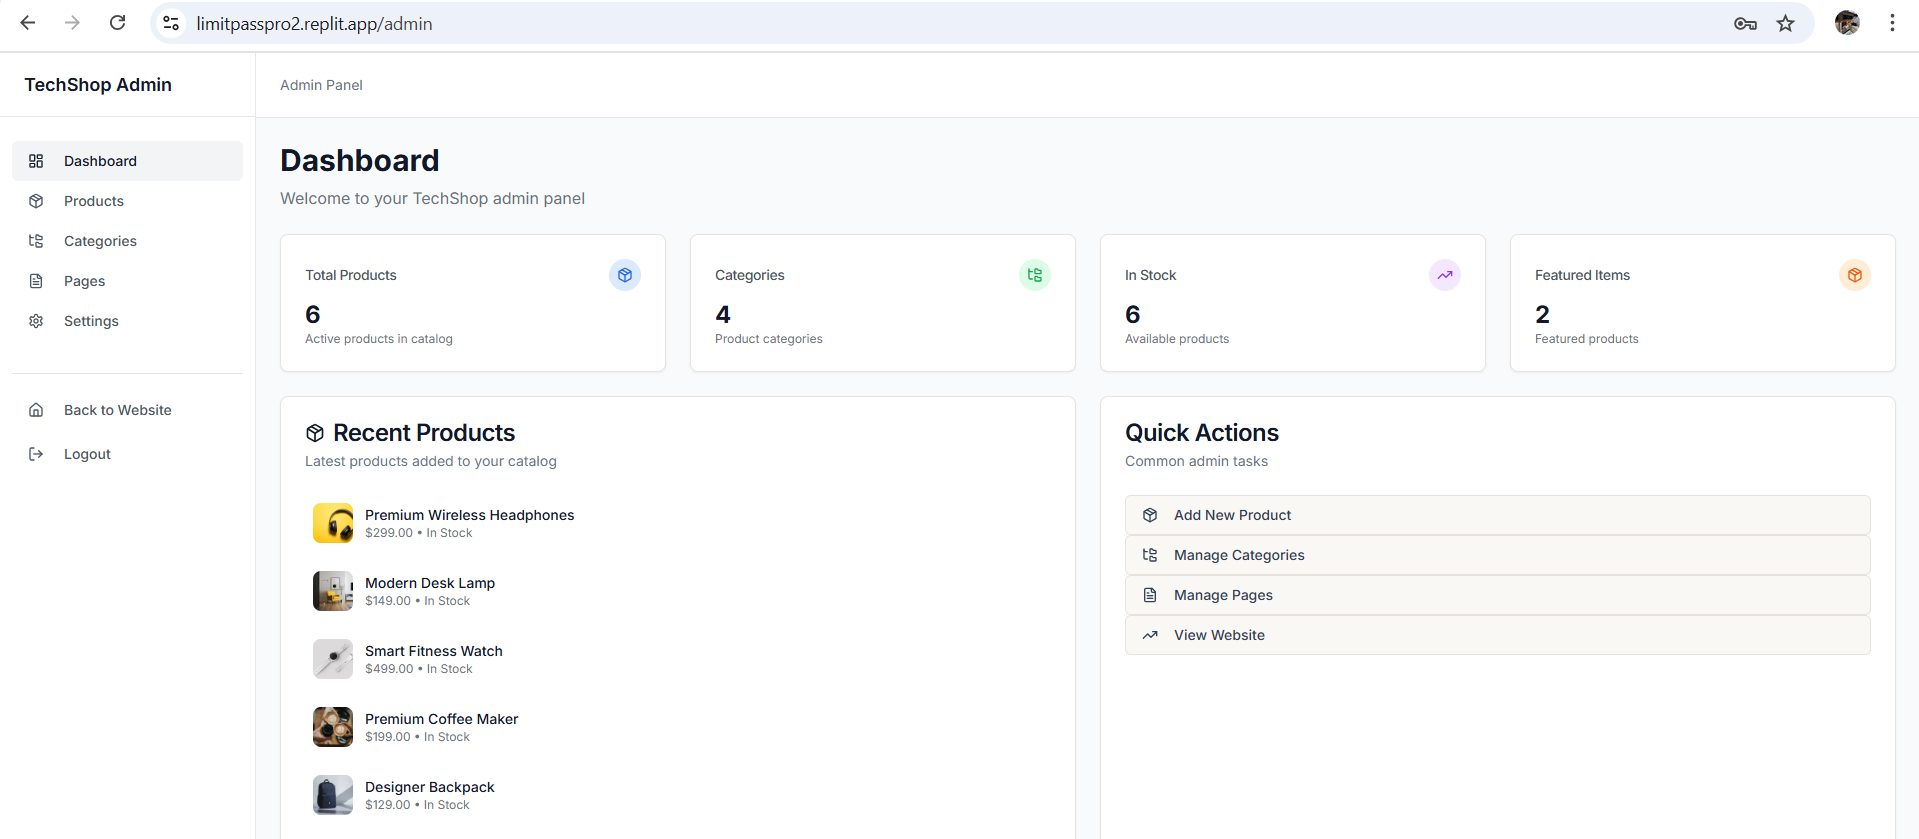 limitpasspro2.replit.app/admin
TechShop Admin
Admin Panel
Dashboard
Products
Categories
Pages
Settings
Back to Website
Logout
Dashboard
Welcome to your TechShop admin panel
Total Products
6
Active products in catalog
Categories
4
Product categories
In Stock
6
Available products
Featured Items
2
Featured products
Recent Products
Latest products added to your catalog
Premium Wireless Headphones
$299.00 • In Stock
Modern Desk Lamp
$149.00 • In Stock
Smart Fitness Watch
$499.00 • In Stock
Premium Coffee Maker
$199.00 • In Stock
Designer Backpack
$129.00 • In Stock
Quick Actions
Common admin tasks
Add New Product
Manage Categories
Manage Pages
View Website